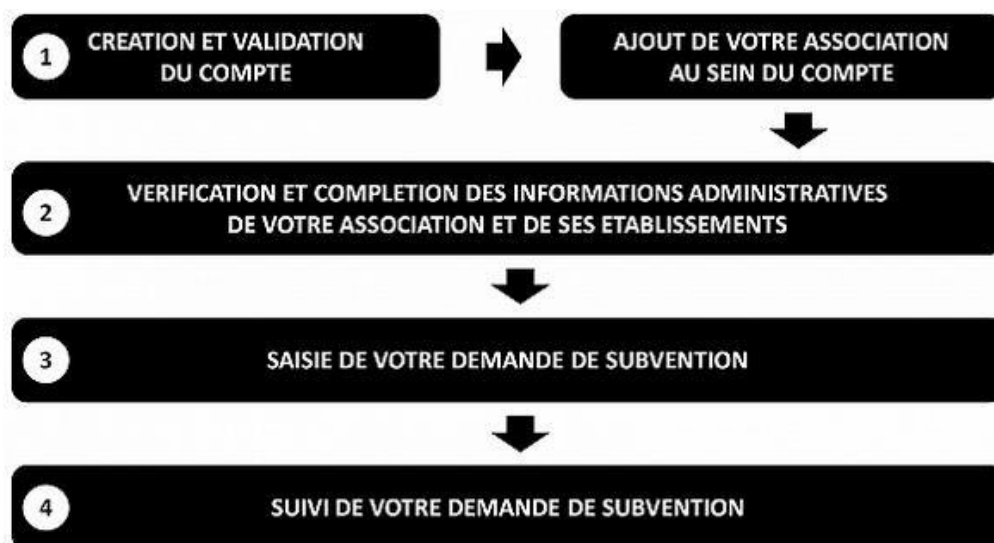 1
CREATION ET VALIDATION
DU COMPTE
AJOUT DE VOTRE ASSOCIATION
AU SEIN DU COMPTE
2
VERIFICATION ET COMPLETION DES INFORMATIONS ADMINISTRATIVES
DE VOTRE ASSOCIATION ET DE SES ETABLISSEMENTS
3
SAISIE DE VOTRE DEMANDE DE SUBVENTION
4
SUIVI DE VOTRE DEMANDE DE SUBVENTION